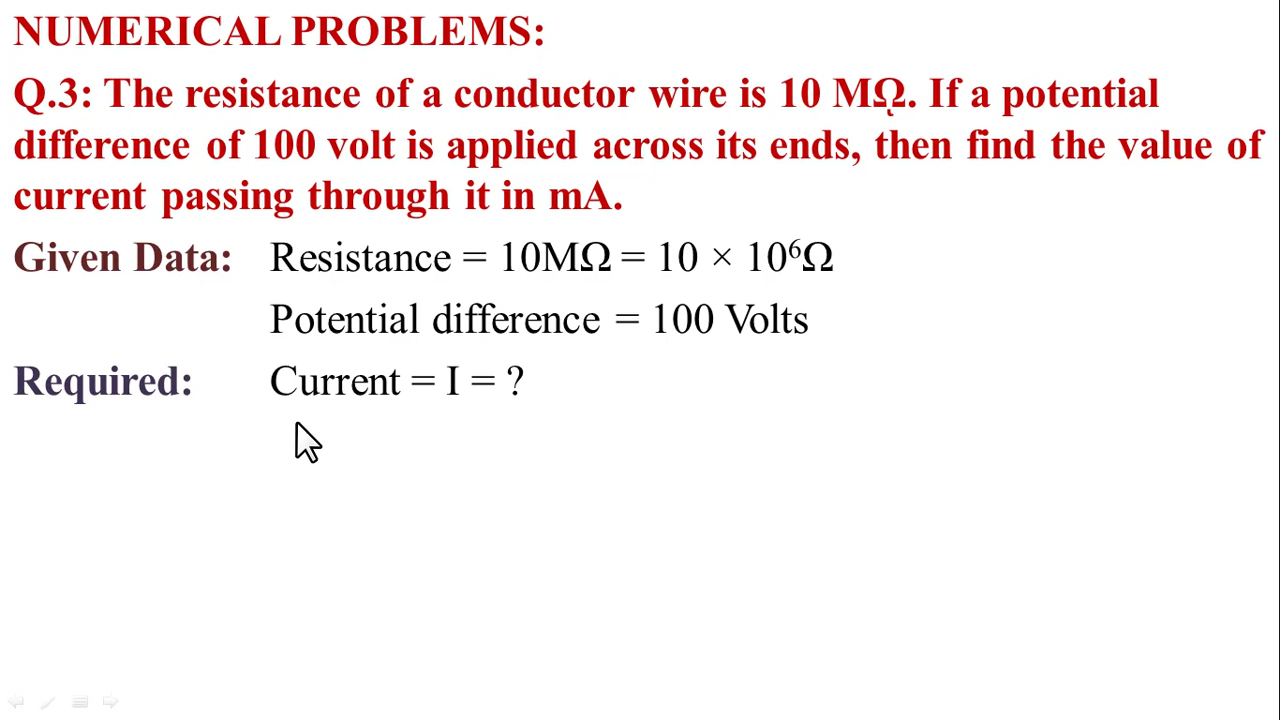 NUMERICAL PROBLEMS:
Q.3: The resistance of a conductor wire is 10 MΩ. If a potential
difference of 100 volt is applied across its ends, then find the value of
current passing through it in mA.
Given Data: Resistance = 10MΩ = 10 × 10⁶Ω
Potential difference = 100 Volts
Required: Current = I = ?